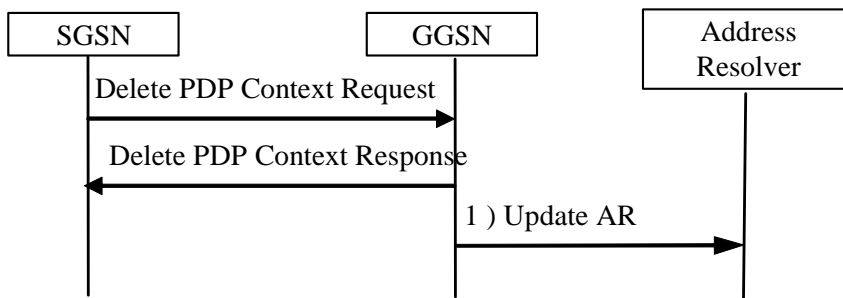 SGSN
GGSN
Address
Resolver
Delete PDP Context Request
Delete PDP Context Response
1 ) Update AR